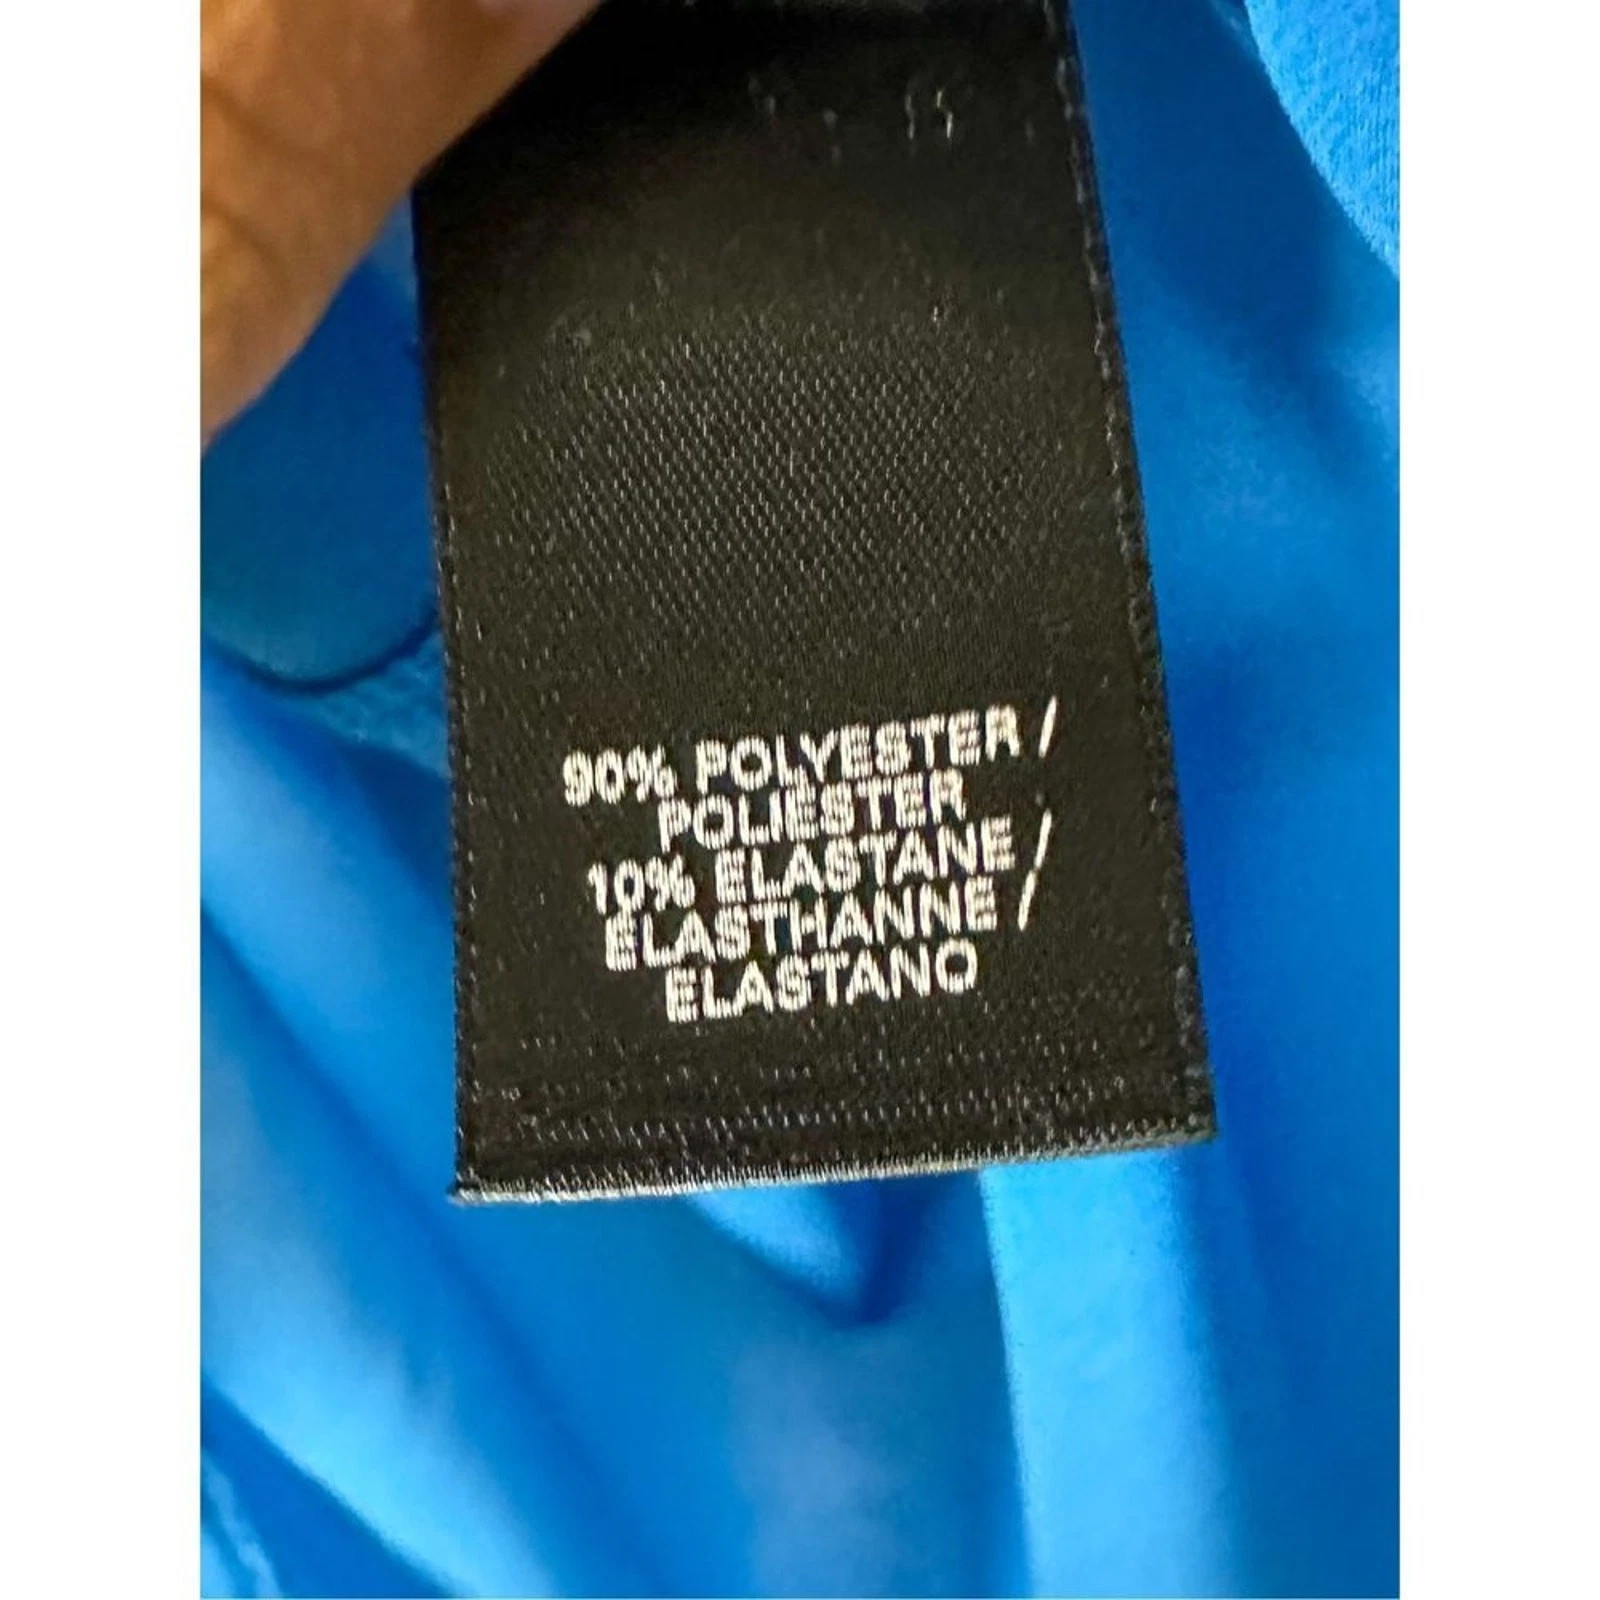 90% POLYESTER /
POLIESTER
10% ELASTANE /
ELASTHANNE /
ELASTANO